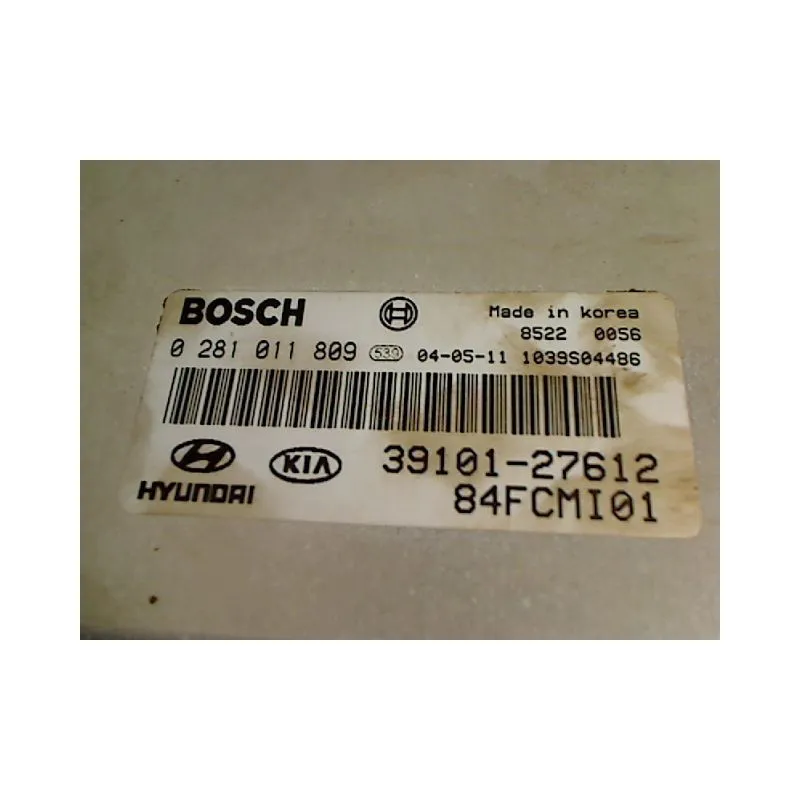 BOSCH
Made in korea
8522 0056
0 281 011 809 530 04-05-11 1039S04486
HYUNDAI
KIA
39101-27612
84FCMI01